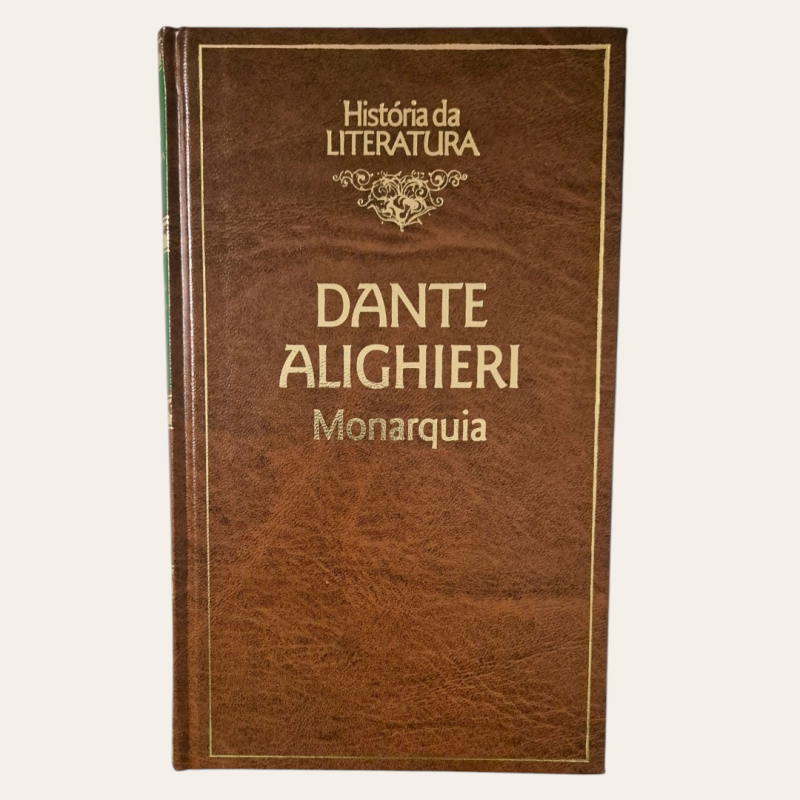 História da
LITERATURA
DANTE
ALIGHIERI
Monarquia